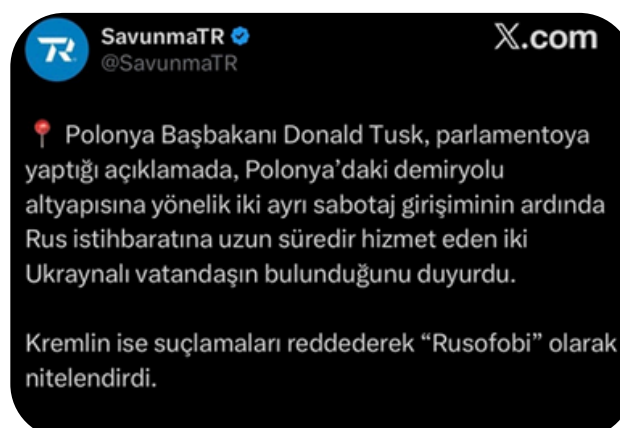 SavunmaTR
X.com
@SavunmaTR
Polonya Başbakanı Donald Tusk, parlamentoya
yaptığı açıklamada, Polonya’daki demiryolu
altyapısına yönelik iki ayrı sabotaj girişiminin ardında
Rus istihbaratına uzun süredir hizmet eden iki
Ukraynalı vatandaşın bulunduğunu duyurdu.
Kremlin ise suçlamaları reddederek “Rusofobi” olarak
nitelendirdi.